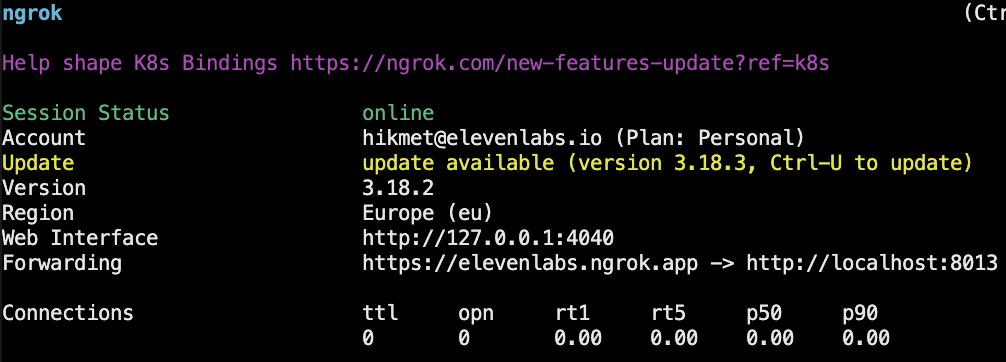 ngrok (Ctr
Help shape K8s Bindings https://ngrok.com/new-features-update?ref=k8s
Session Status online
Account hikmet@elevenlabs.io (Plan: Personal)
Update update available (version 3.18.3, Ctrl-U to update)
Version 3.18.2
Region Europe (eu)
Web Interface http://127.0.0.1:4040
Forwarding https://elevenlabs.ngrok.app -> http://localhost:8013
Connections ttl opn rt1 rt5 p50 p90
0 0 0.00 0.00 0.00 0.00